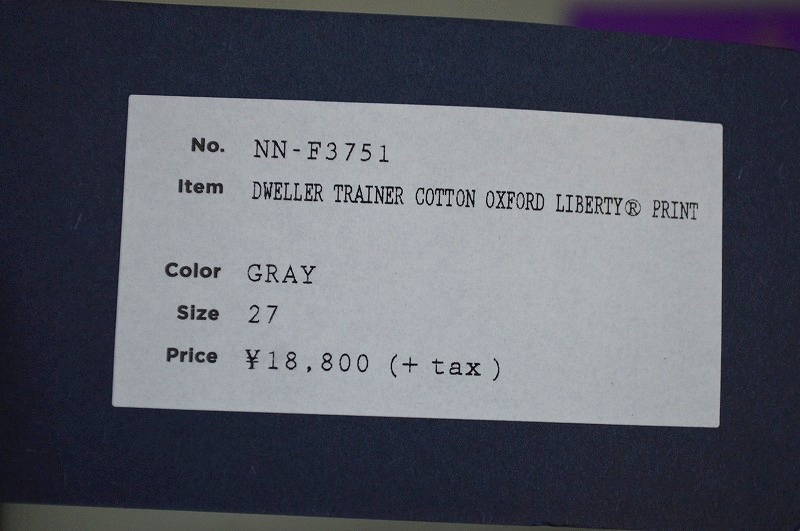 No. NN-F3751
Item DWELLER TRAINER COTTON OXFORD LIBERTY® PRINT
Color GRAY
Size 27
Price ¥18,800 (+ tax)